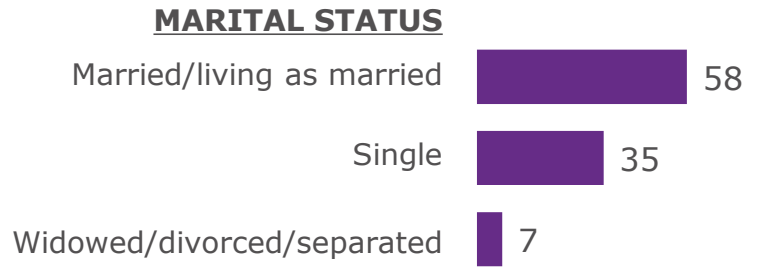 MARITAL STATUS
Married/living as married 58
Single 35
Widowed/divorced/separated 7